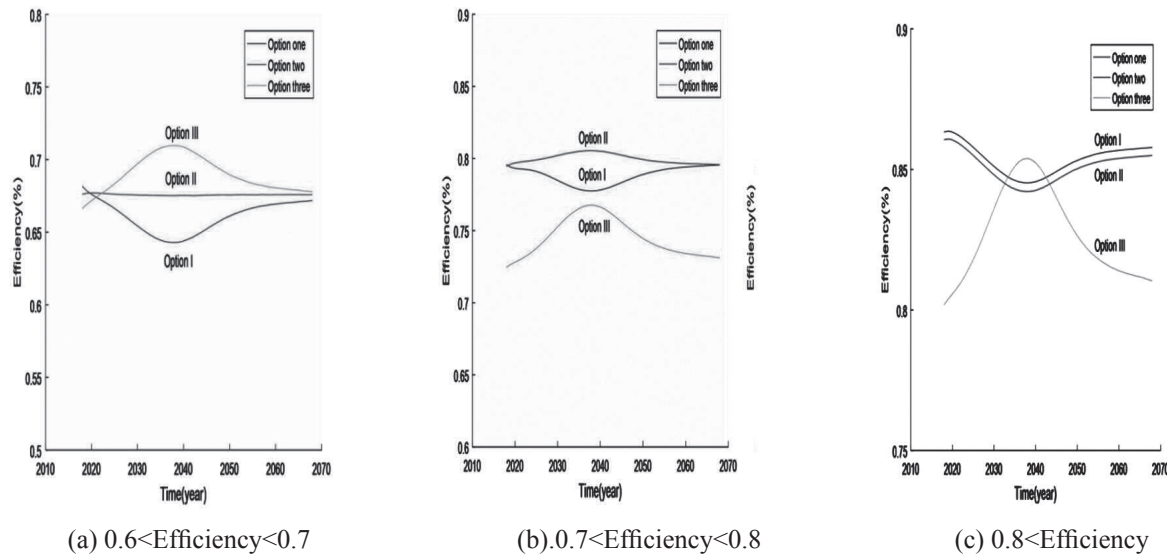 0.8
0.75
0.7
0.65
0.6
0.55
0.5
Efficiency(%)
Option one
Option two
Option three
Option III
Option II
Option I
2010 2020 2030 2040 2050 2060 2070
Time(year)
(a) 0.6<Efficiency<0.7
0.9
0.85
0.8
0.75
0.7
0.65
0.6
Efficiency(%)
Option one
Option two
Option three
Option II
Option I
Option III
2010 2020 2030 2040 2050 2060 2070
Time(year)
(b).0.7<Efficiency<0.8
Efficiency(%)
0.9
0.85
0.8
0.75
Efficiency(%)
Option one
Option two
Option three
Option I
Option II
Option III
2010 2020 2030 2040 2050 2060 2070
Time(year)
(c) 0.8<Efficiency